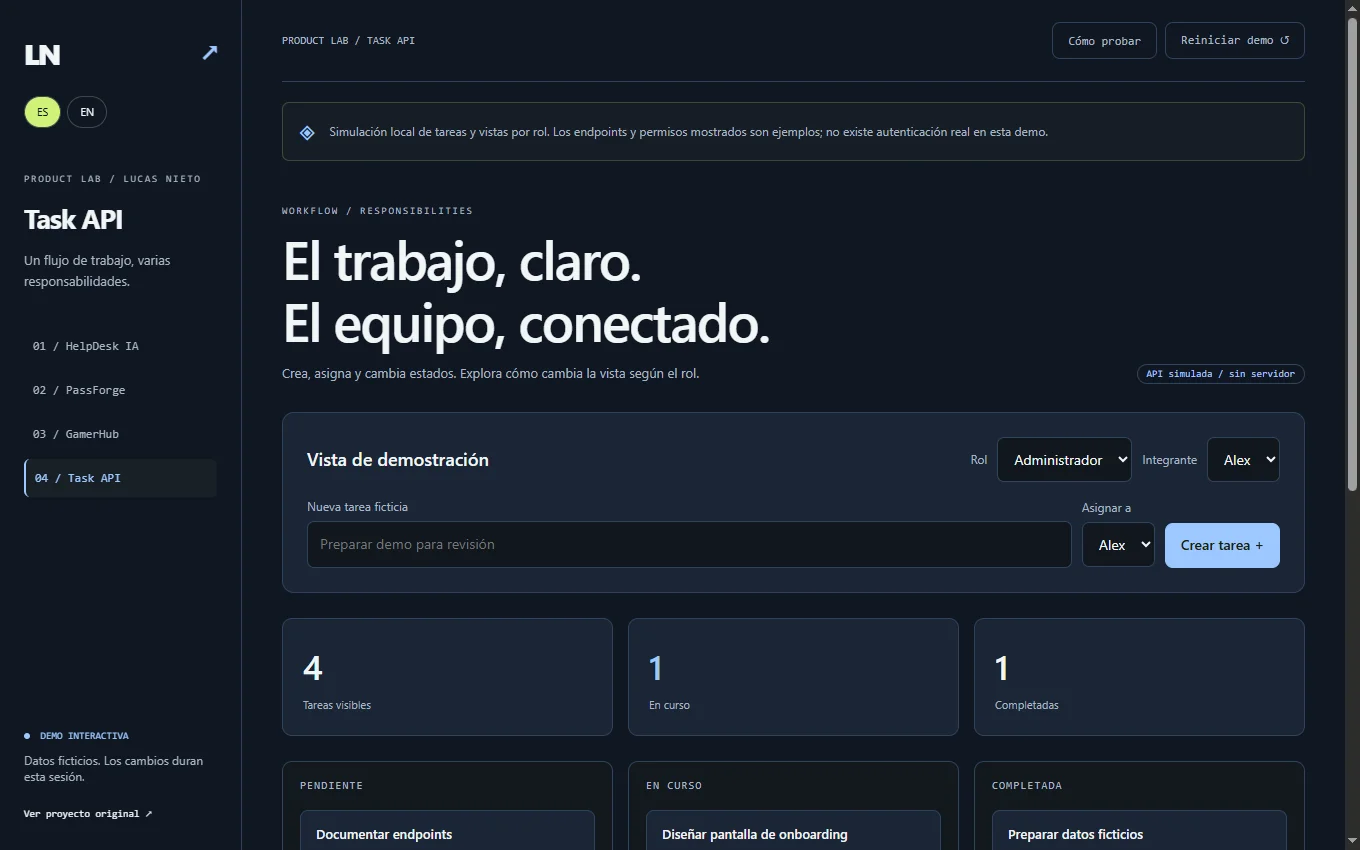 LN ↗
ES EN
PRODUCT LAB / LUCAS NIETO
Task API
Un flujo de trabajo, varias
responsabilidades.
01 / HelpDesk IA
02 / PassForge
03 / GamerHub
04 / Task API
DEMO INTERACTIVA
Datos ficticios. Los cambios duran
esta sesión.
Ver proyecto original ↗
PRODUCT LAB / TASK API
Cómo probar
Reiniciar demo ↺
Simulación local de tareas y vistas por rol. Los endpoints y permisos mostrados son ejemplos; no existe autenticación real en esta demo.
WORKFLOW / RESPONSIBILITIES
El trabajo, claro.
El equipo, conectado.
Crea, asigna y cambia estados. Explora cómo cambia la vista según el rol.
API simulada / sin servidor
Vista de demostración
Rol Administrador Integrante Alex
Nueva tarea ficticia
Preparar demo para revisión
Asignar a
Alex
Crear tarea +
4
Tareas visibles
1
En curso
1
Completadas
PENDIENTE
Documentar endpoints
EN CURSO
Diseñar pantalla de onboarding
COMPLETADA
Preparar datos ficticios